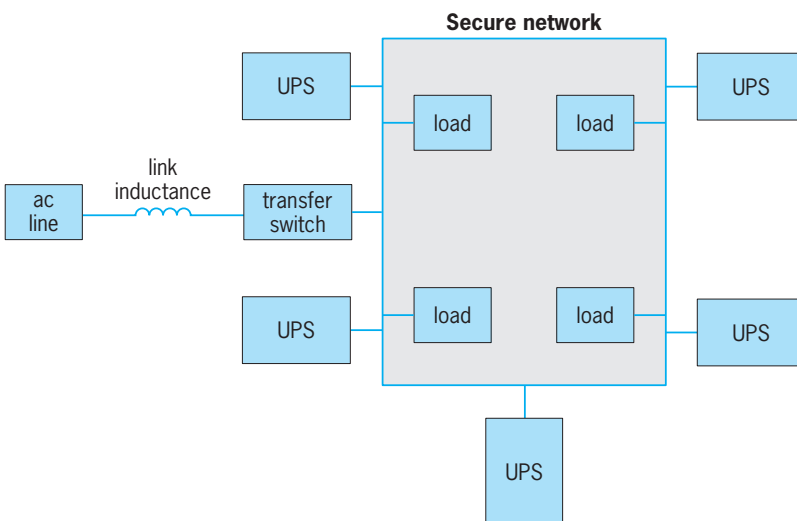 Secure network
UPS
UPS
load
load
link
inductance
ac
line
transfer
switch
load
load
UPS
UPS
UPS